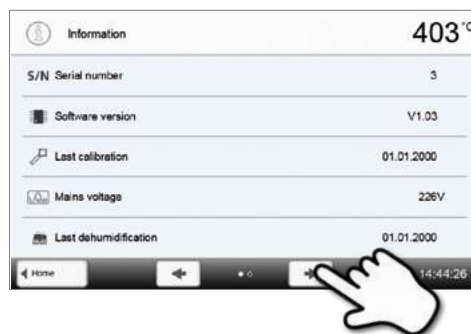 Information 403°C
S/N Serial number 3
Software version V1.03
Last calibration 01.01.2000
Mains voltage 226V
Last dehumidification 01.01.2000
Home 14:44:26